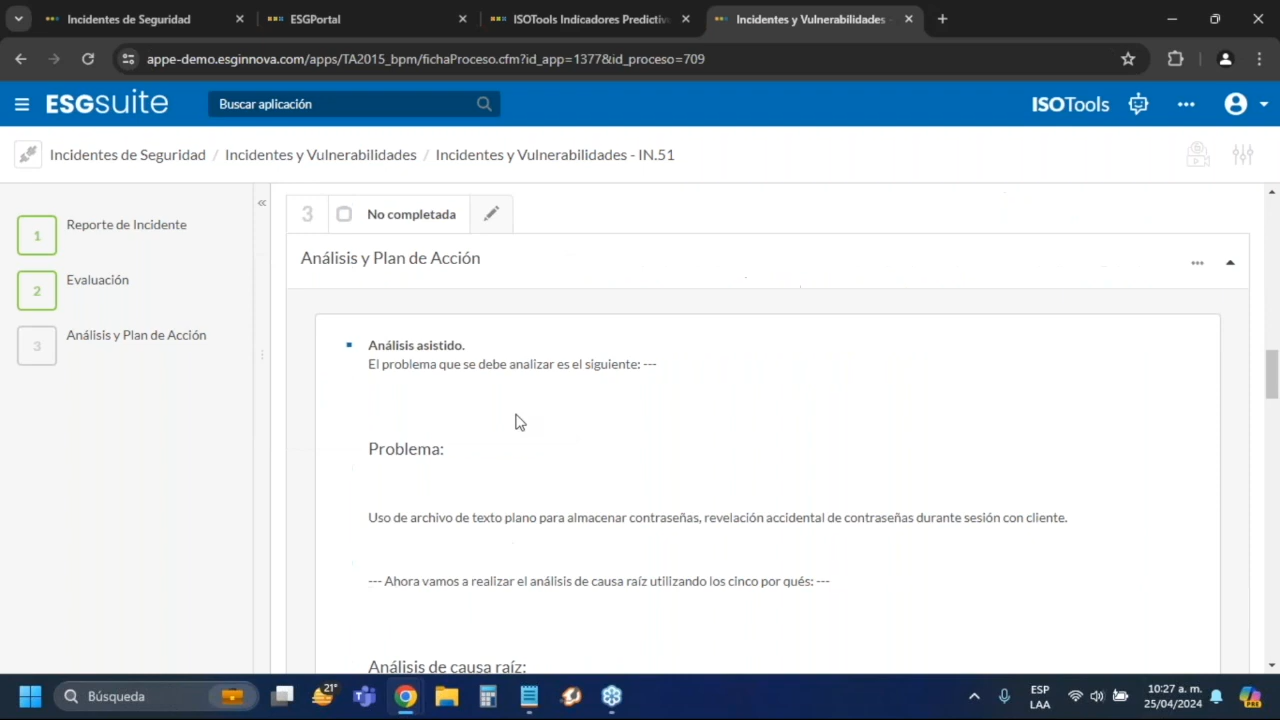 Incidentes de Seguridad
ESGPortal
ISOTools Indicadores Predictiv
Incidentes y Vulnerabilidades
appe-demo.esginnova.com/apps/TA2015_bpm/fichaProceso.cfm?id_app=1377&id_proceso=709
ESGsuite
Buscar aplicación
ISOTools
Incidentes de Seguridad / Incidentes y Vulnerabilidades / Incidentes y Vulnerabilidades - IN.51
1 Reporte de Incidente
2 Evaluación
3 Análisis y Plan de Acción
3 No completada
Análisis y Plan de Acción
Análisis asistido.
El problema que se debe analizar es el siguiente: ---
Problema:
Uso de archivo de texto plano para almacenar contraseñas, revelación accidental de contraseñas durante sesión con cliente.
--- Ahora vamos a realizar el análisis de causa raíz utilizando los cinco por qués: ---
Análisis de causa raíz:
Búsqueda
21°
ESP
LAA
10:27 a. m.
25/04/2024
PRE